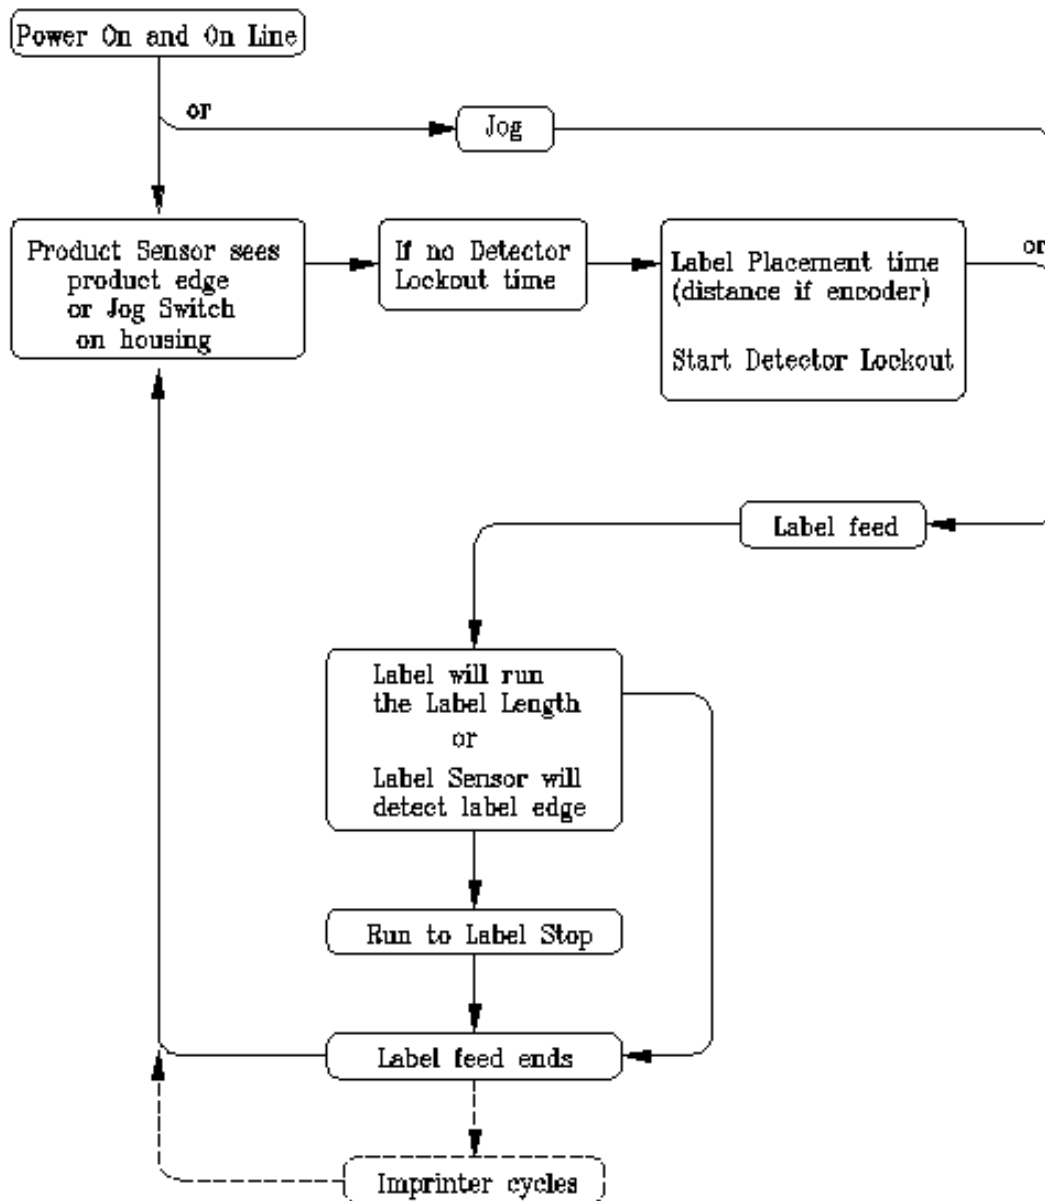 Power On and On Line
or
Jog
Product Sensor sees
product edge
or Jog Switch
on housing
If no Detector
Lockout time
Label Placement time
(distance if encoder)
Start Detector Lockout
or
Label feed
Label will run
the Label Length
or
Label Sensor will
detect label edge
Run to Label Stop
Label feed ends
Imprinter cycles